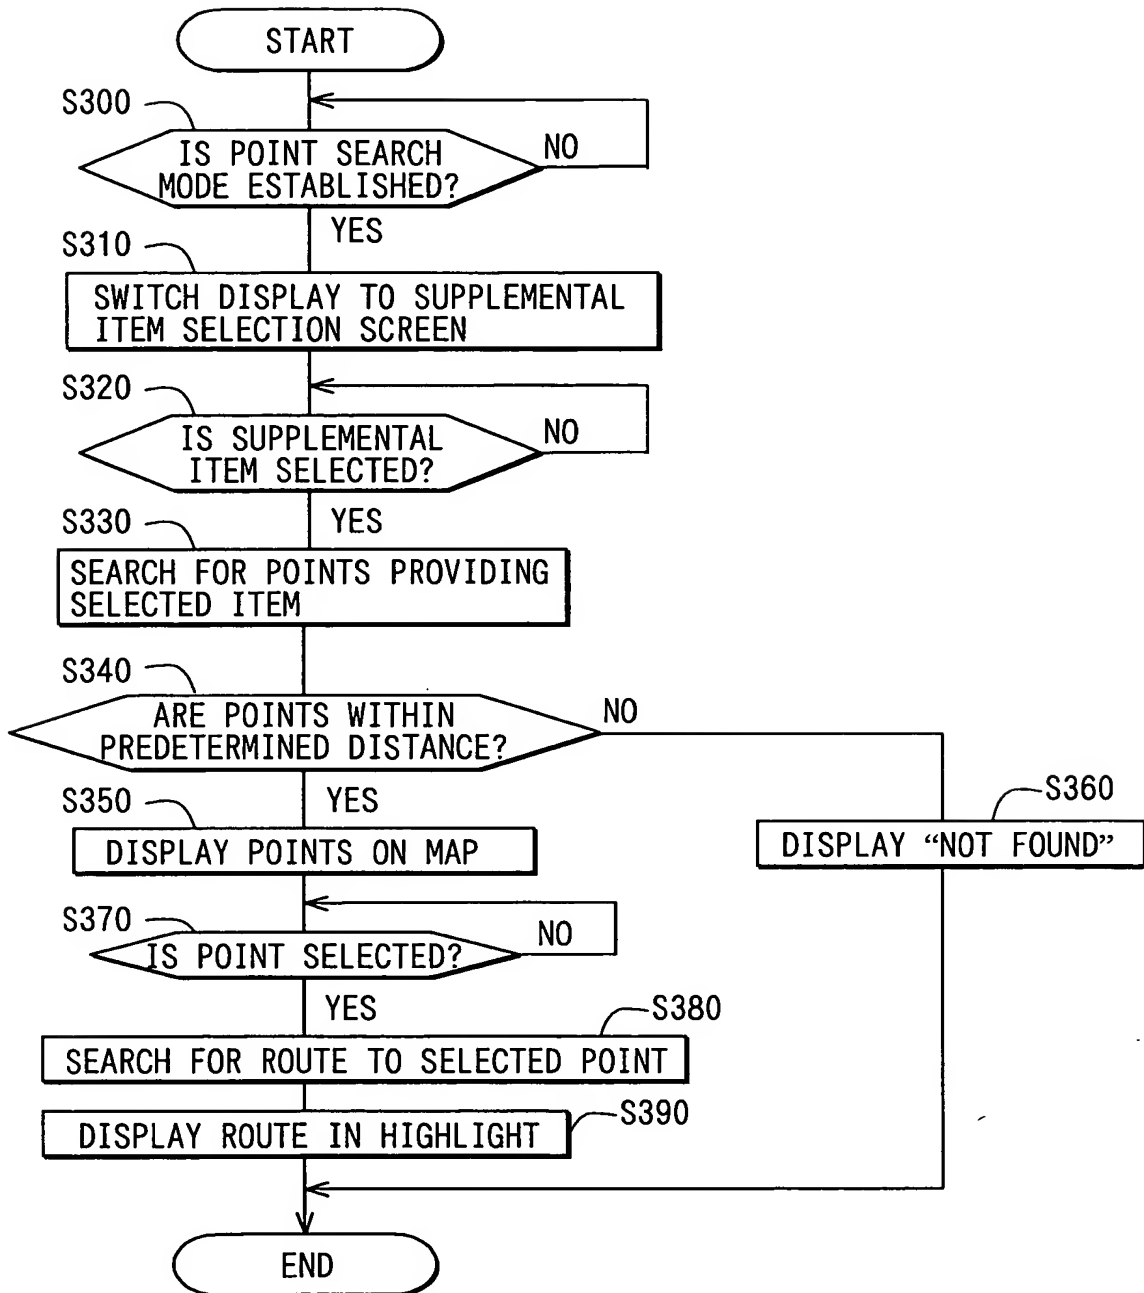 START
S300
IS POINT SEARCH
MODE ESTABLISHED?
NO
YES
S310
SWITCH DISPLAY TO SUPPLEMENTAL
ITEM SELECTION SCREEN
S320
IS SUPPLEMENTAL
ITEM SELECTED?
NO
YES
S330
SEARCH FOR POINTS PROVIDING
SELECTED ITEM
S340
ARE POINTS WITHIN
PREDETERMINED DISTANCE?
NO
YES
S350
DISPLAY POINTS ON MAP
S360
DISPLAY “NOT FOUND”
S370
IS POINT SELECTED?
NO
YES
S380
SEARCH FOR ROUTE TO SELECTED POINT
S390
DISPLAY ROUTE IN HIGHLIGHT
END